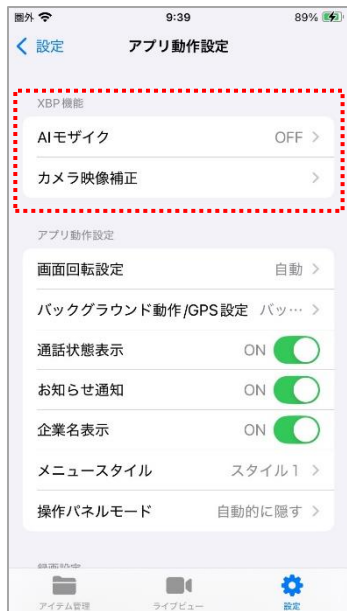 圏外 9:39 89%
設定 アプリ動作設定
XBP機能
AIモザイク OFF
カメラ映像補正
アプリ動作設定
画面回転設定 自動
バックグラウンド動作/GPS設定 バッ…
通話状態表示 ON
お知らせ通知 ON
企業名表示 ON
メニュースタイル スタイル1
操作パネルモード 自動的に隠す
録画設定
アイテム管理 ライブビュー 設定